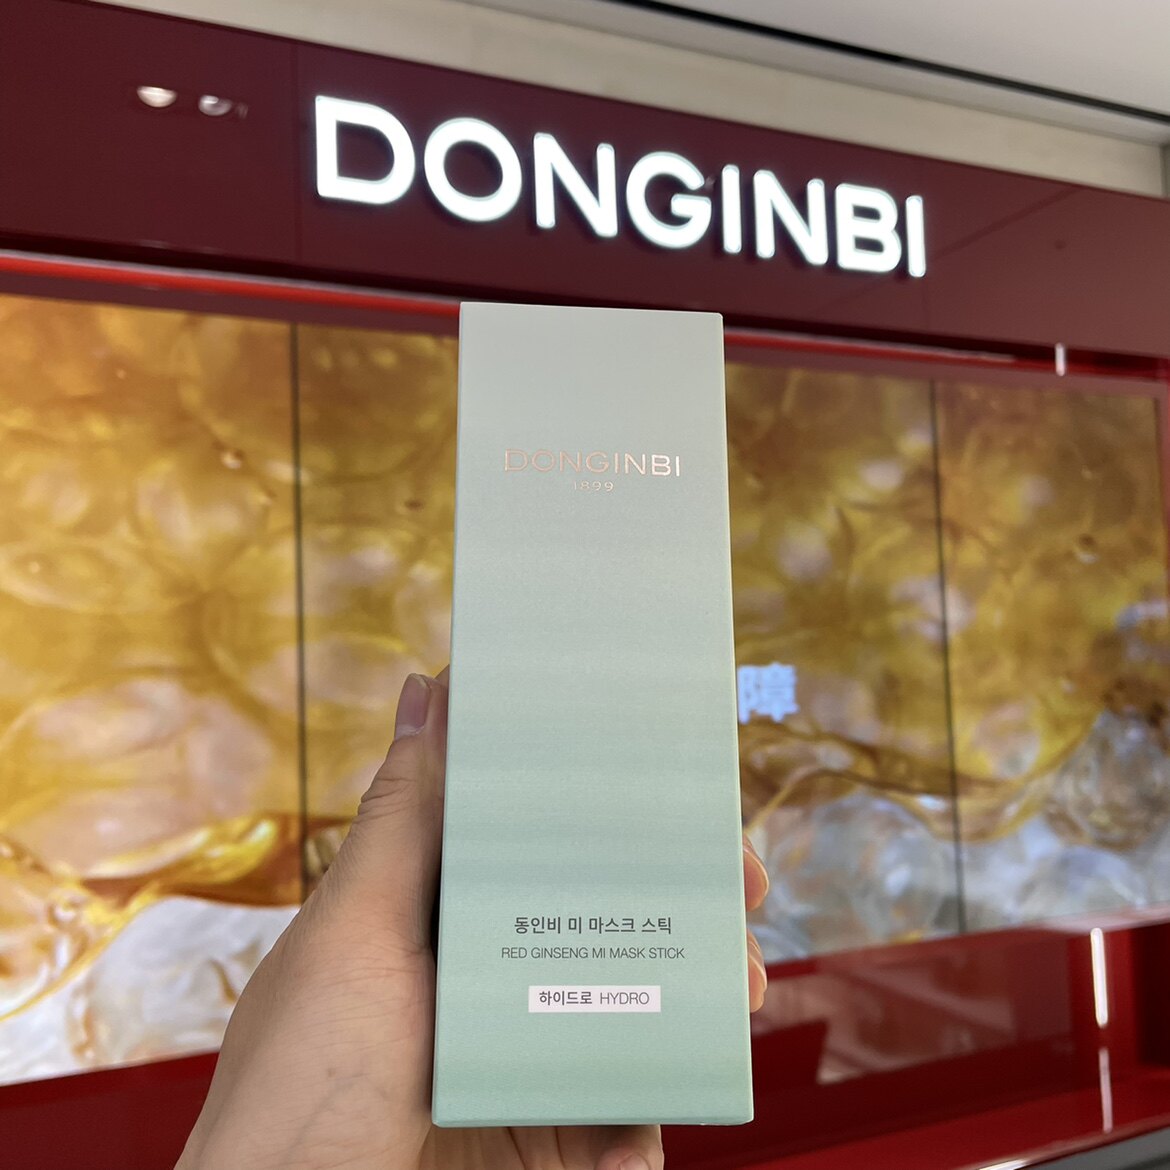 DONGINBI
DONGINBI
1899
障
동인비 미 마스크 스틱
RED GINSENG MI MASK STICK
하이드로 HYDRO